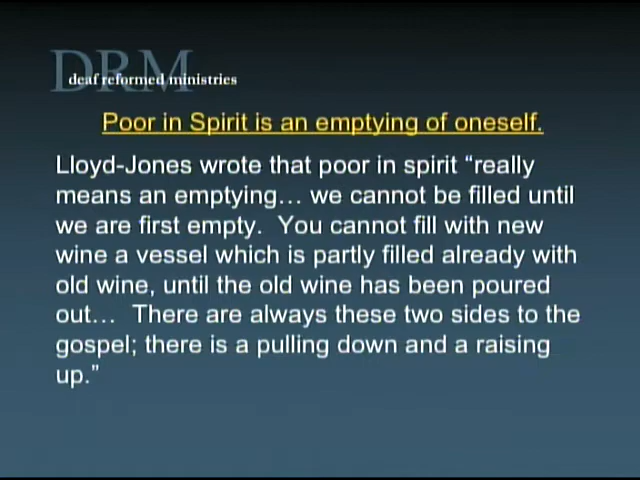 DRM
deaf reformed ministries
Poor in Spirit is an emptying of oneself.
Lloyd-Jones wrote that poor in spirit “really
means an emptying… we cannot be filled until
we are first empty.  You cannot fill with new
wine a vessel which is partly filled already with
old wine, until the old wine has been poured
out…  There are always these two sides to the
gospel; there is a pulling down and a raising
up.”